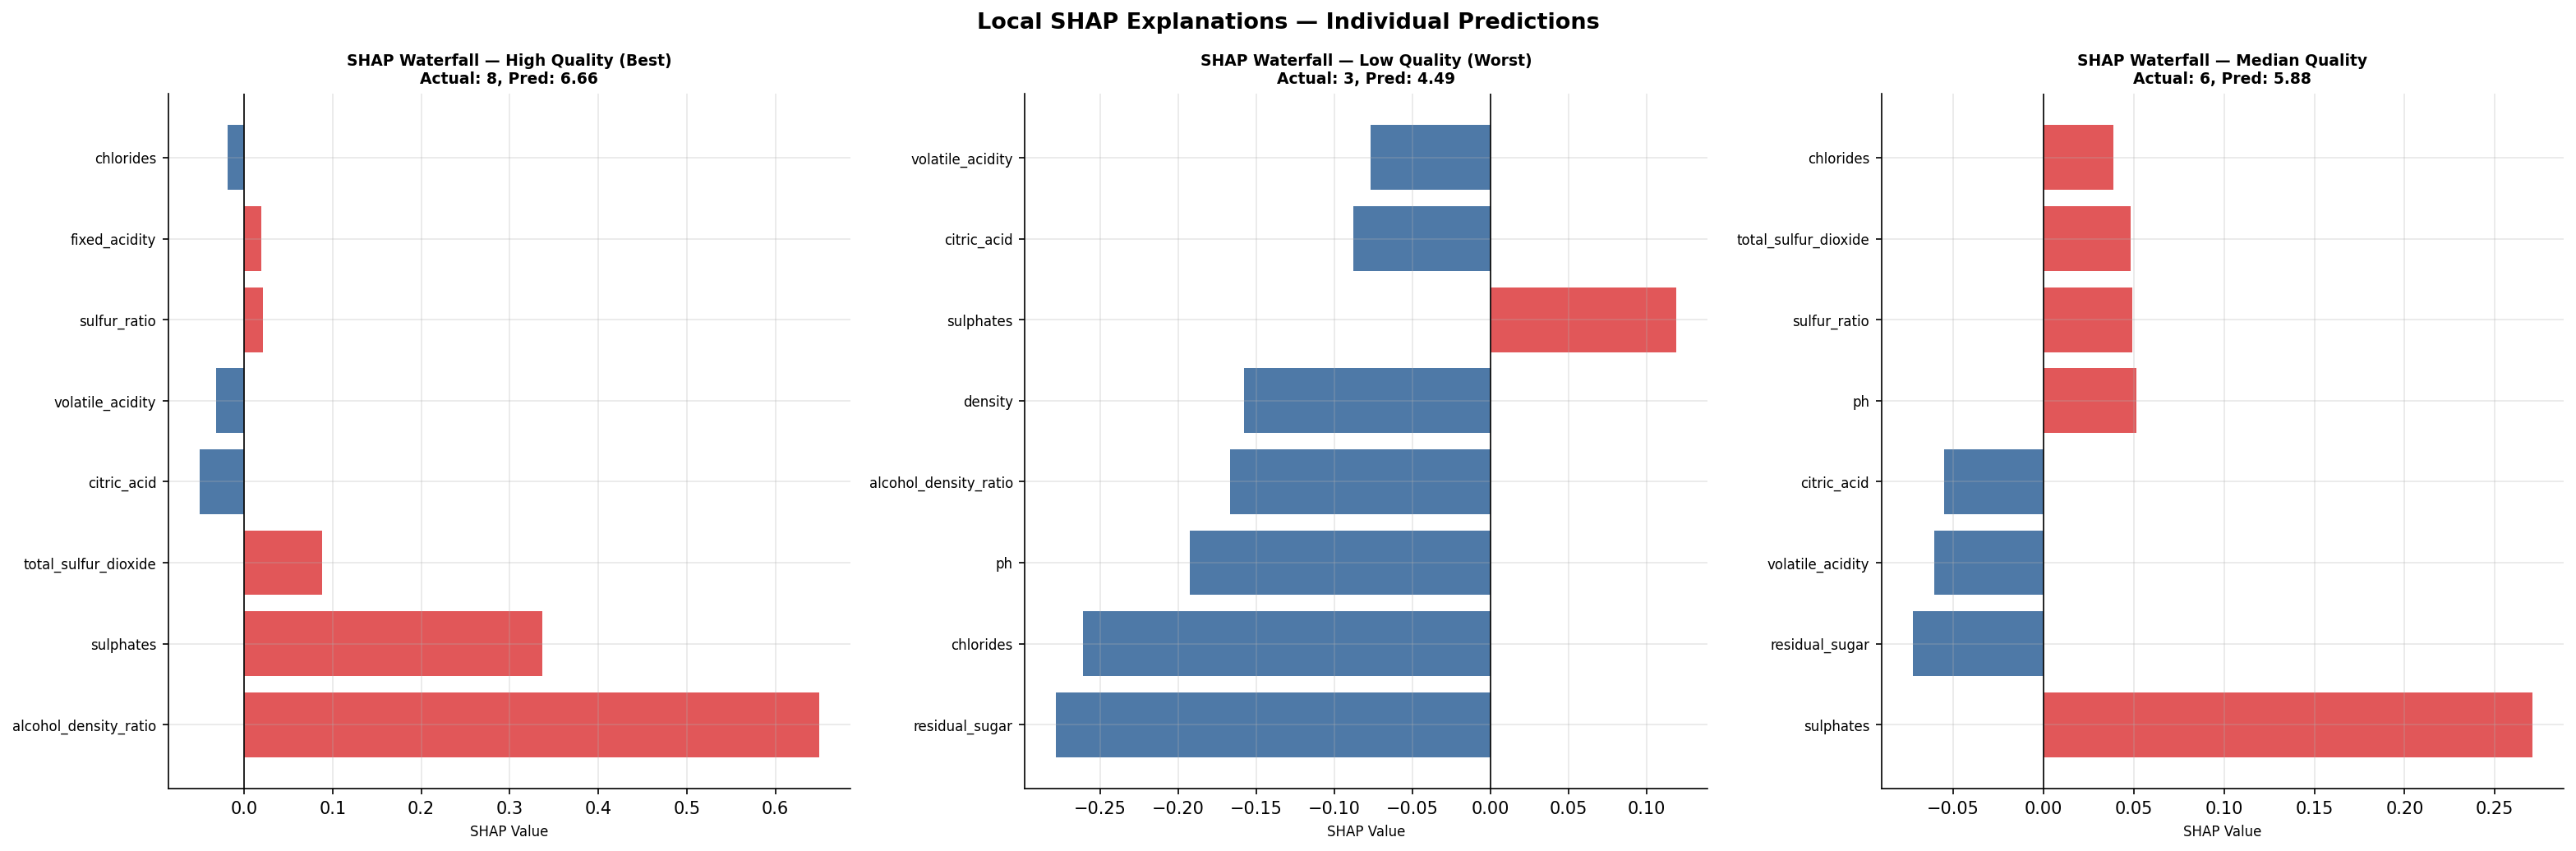 Local SHAP Explanations — Individual Predictions
SHAP Waterfall — High Quality (Best)
Actual: 8, Pred: 6.66
chlorides
fixed_acidity
sulfur_ratio
volatile_acidity
citric_acid
total_sulfur_dioxide
sulphates
alcohol_density_ratio
0.0 0.1 0.2 0.3 0.4 0.5 0.6
SHAP Value
SHAP Waterfall — Low Quality (Worst)
Actual: 3, Pred: 4.49
volatile_acidity
citric_acid
sulphates
density
alcohol_density_ratio
ph
chlorides
residual_sugar
−0.25 −0.20 −0.15 −0.10 −0.05 0.00 0.05 0.10
SHAP Value
SHAP Waterfall — Median Quality
Actual: 6, Pred: 5.88
chlorides
total_sulfur_dioxide
sulfur_ratio
ph
citric_acid
volatile_acidity
residual_sugar
sulphates
−0.05 0.00 0.05 0.10 0.15 0.20 0.25
SHAP Value